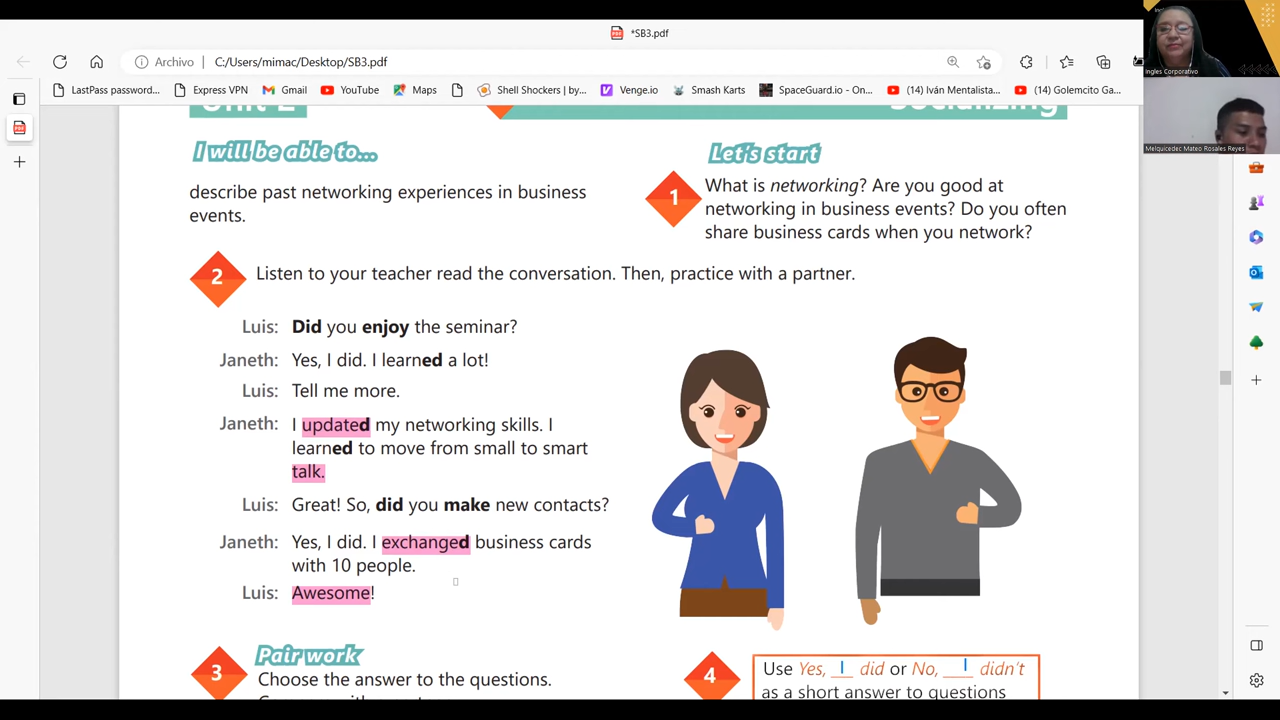 *SB3.pdf
Archivo C:/Users/mimac/Desktop/SB3.pdf
LastPass password... Express VPN Gmail YouTube Maps Shell Shockers | by... Venge.io Smash Karts SpaceGuard.io - On... (14) Iván Mentalista... (14) Golemcito Ga...
Ingles Corporativo
Melquicedec Mateo Rosales Reyes
Unit 2
Socializing
I will be able to...
describe past networking experiences in business
events.
Let's start
1
What is networking? Are you good at
networking in business events? Do you often
share business cards when you network?
2
Listen to your teacher read the conversation. Then, practice with a partner.
Luis: Did you enjoy the seminar?
Janeth: Yes, I did. I learned a lot!
Luis: Tell me more.
Janeth: I updated my networking skills. I
learned to move from small to smart
talk.
Luis: Great! So, did you make new contacts?
Janeth: Yes, I did. I exchanged business cards
with 10 people.
Luis: Awesome!
3
Pair work
Choose the answer to the questions.
4
Use Yes, I did or No, I didn't
as a short answer to questions